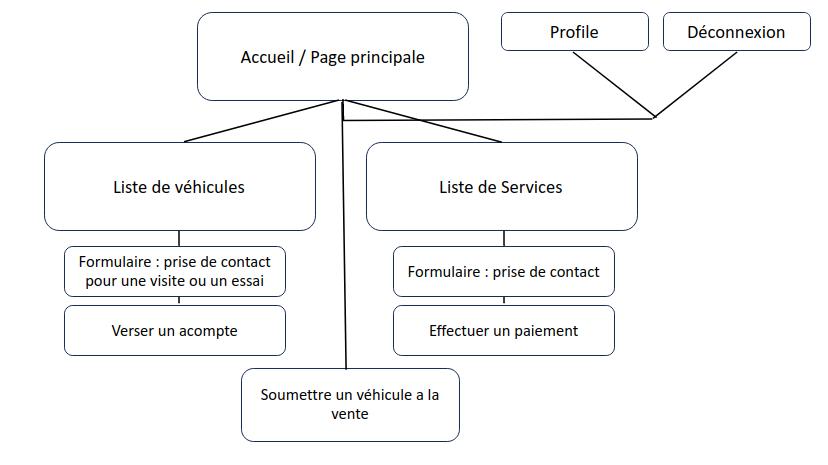 Accueil / Page principale
Profile
Déconnexion
Liste de véhicules
Liste de Services
Formulaire : prise de contact
pour une visite ou un essai
Formulaire : prise de contact
Verser un acompte
Effectuer un paiement
Soumettre un véhicule a la
vente